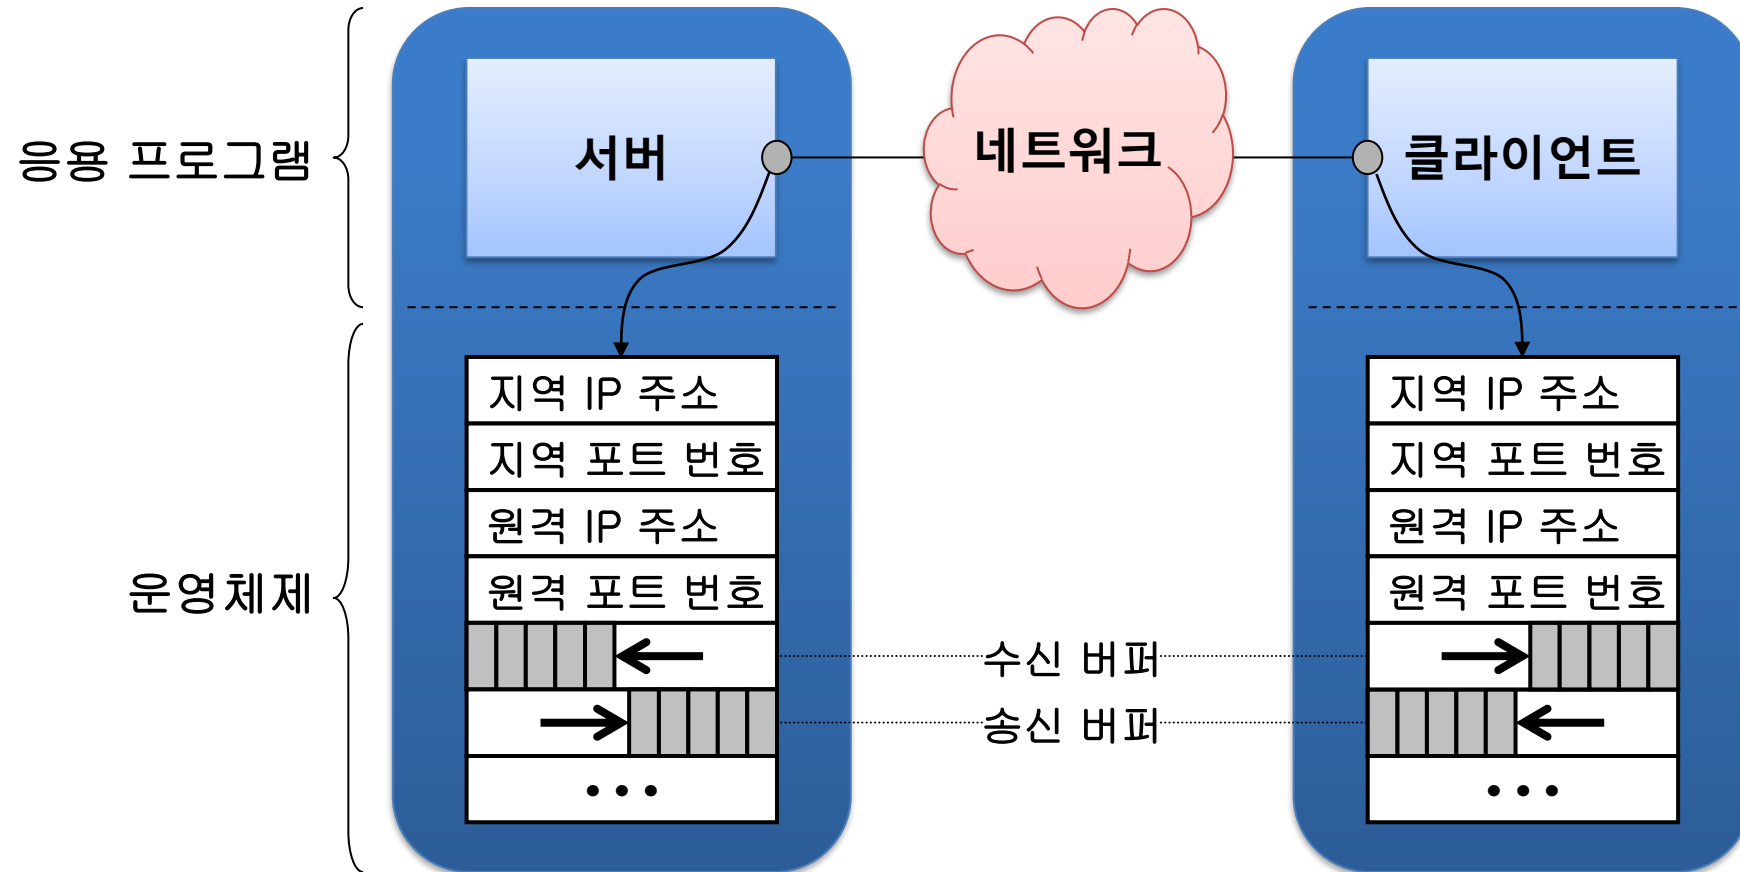 응용 프로그램
서버
네트워크
클라이언트
운영체제
지역 IP 주소
지역 포트 번호
원격 IP 주소
원격 포트 번호
...
지역 IP 주소
지역 포트 번호
원격 IP 주소
원격 포트 번호
...
수신 버퍼
송신 버퍼